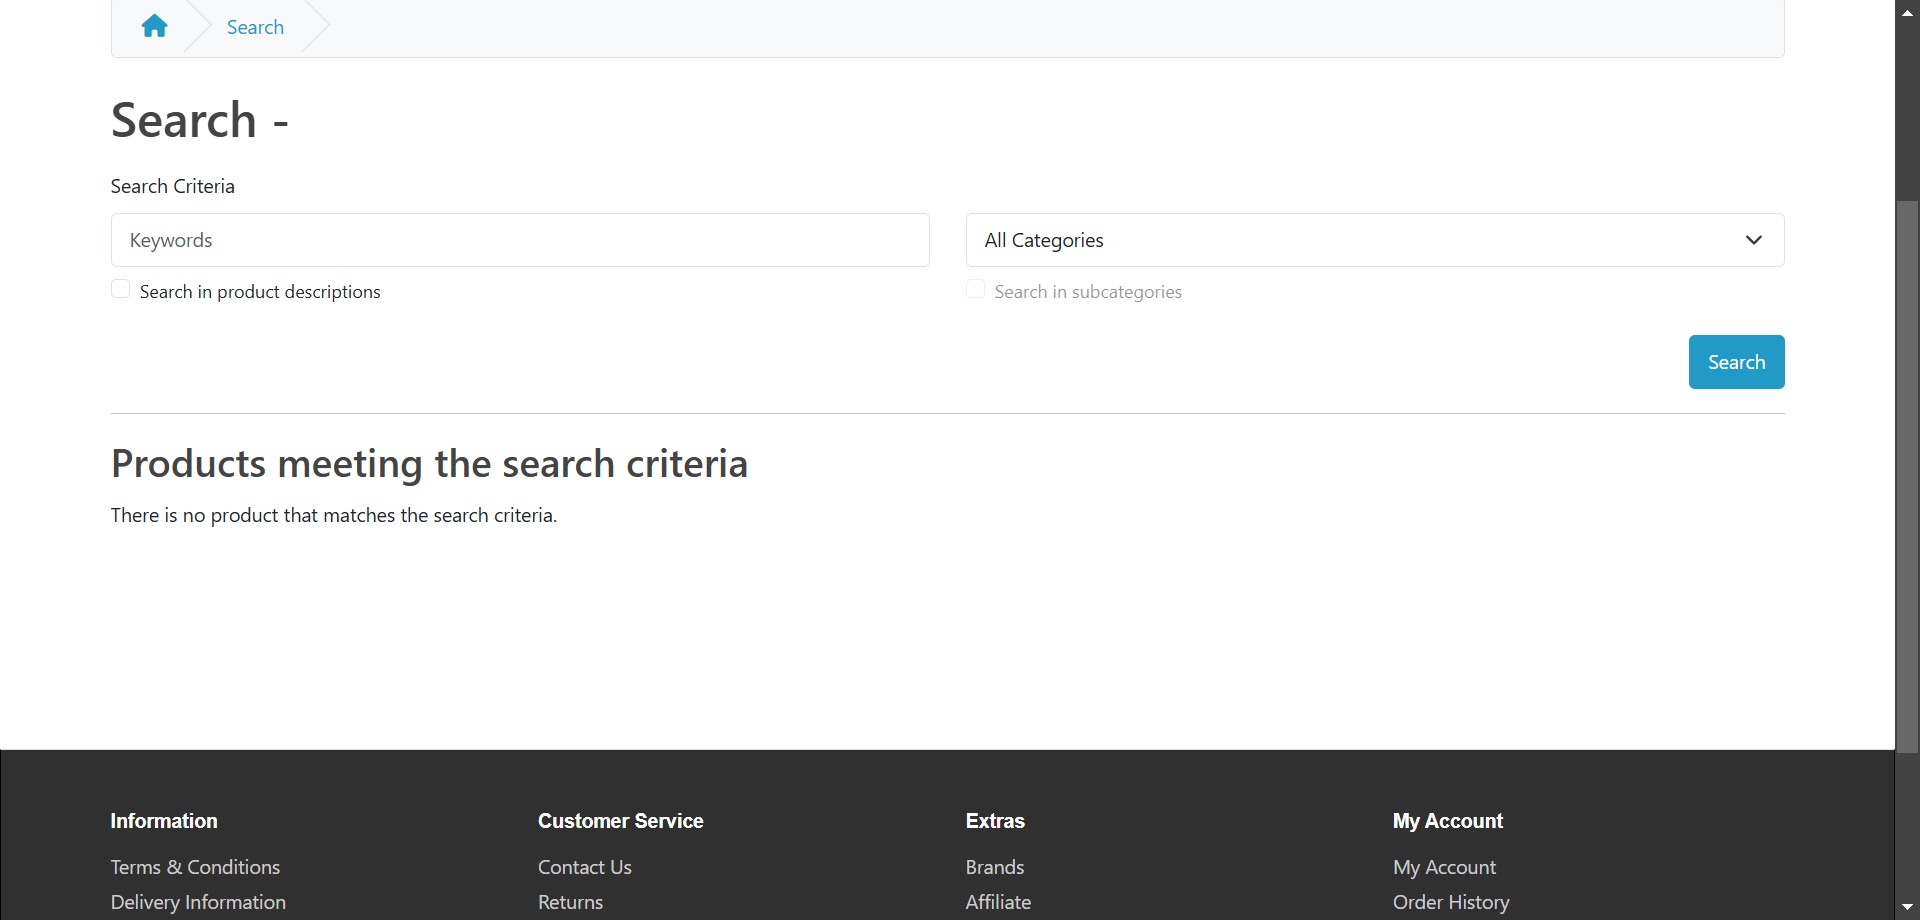 Search
Search -
Search Criteria
Keywords
All Categories
Search in product descriptions
Search in subcategories
Search
Products meeting the search criteria
There is no product that matches the search criteria.
Information
Customer Service
Extras
My Account
Terms & Conditions
Contact Us
Brands
My Account
Delivery Information
Returns
Affiliate
Order History